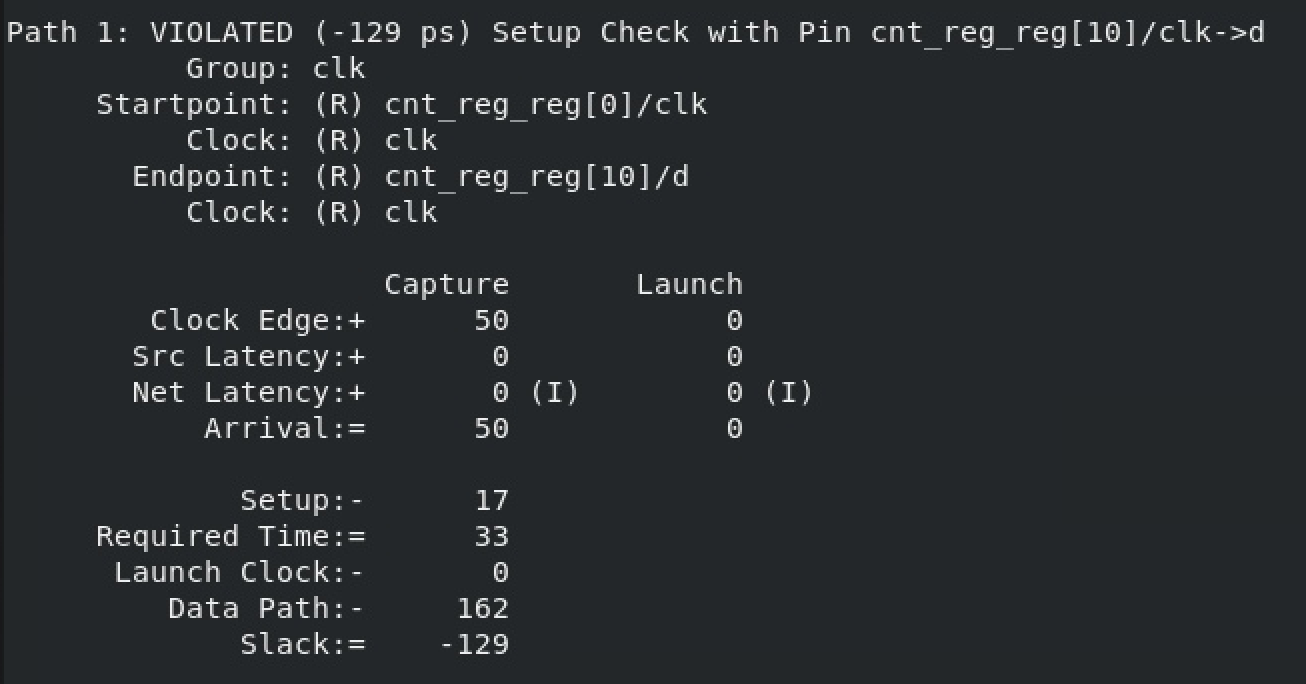 Path 1: VIOLATED (-129 ps) Setup Check with Pin cnt_reg_reg[10]/clk->d
Group: clk
Startpoint: (R) cnt_reg_reg[0]/clk
Clock: (R) clk
Endpoint: (R) cnt_reg_reg[10]/d
Clock: (R) clk
Capture Launch
Clock Edge:+ 50 0
Src Latency:+ 0 0
Net Latency:+ 0 (I) 0 (I)
Arrival:= 50 0
Setup:- 17
Required Time:= 33
Launch Clock:- 0
Data Path:- 162
Slack:= -129